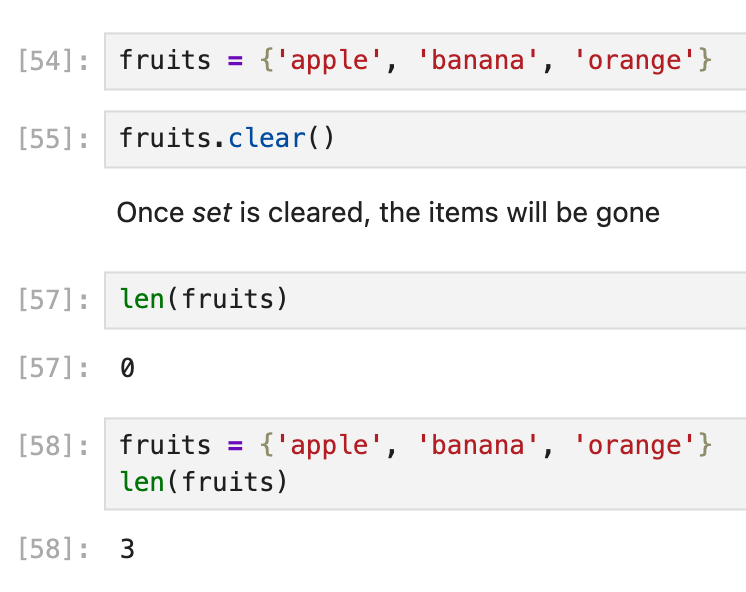 [54]: fruits = {'apple', 'banana', 'orange'}
[55]: fruits.clear()
Once set is cleared, the items will be gone
[57]: len(fruits)
[57]: 0
[58]: fruits = {'apple', 'banana', 'orange'}
len(fruits)
[58]: 3